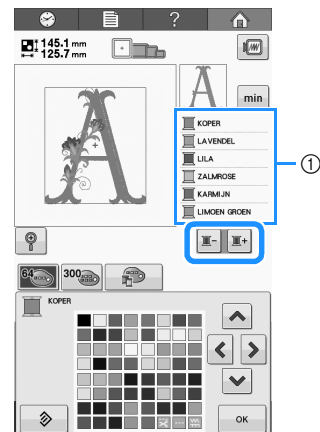 ?
145.1 mm
125.7 mm
min
KOPER
LAVENDEL
LILA
ZALMROSE
KARMIJN
LIMOEN GROEN
①
- +
64 300
KOPER
OK